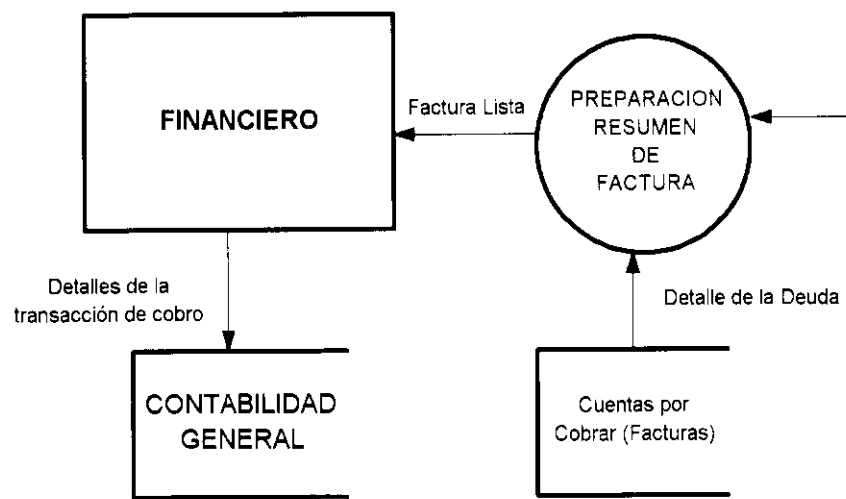 FINANCIERO
Factura Lista
PREPARACION
RESUMEN
DE
FACTURA
Detalles de la
transacción de cobro
Detalle de la Deuda
CONTABILIDAD
GENERAL
Cuentas por
Cobrar (Facturas)